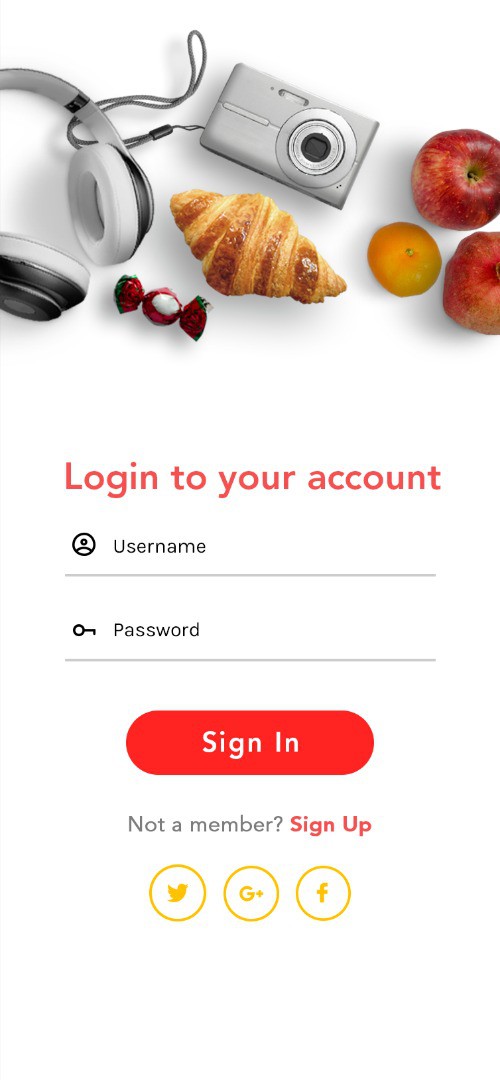 Login to your account
Username
Password
Sign In
Not a member? Sign Up
G+